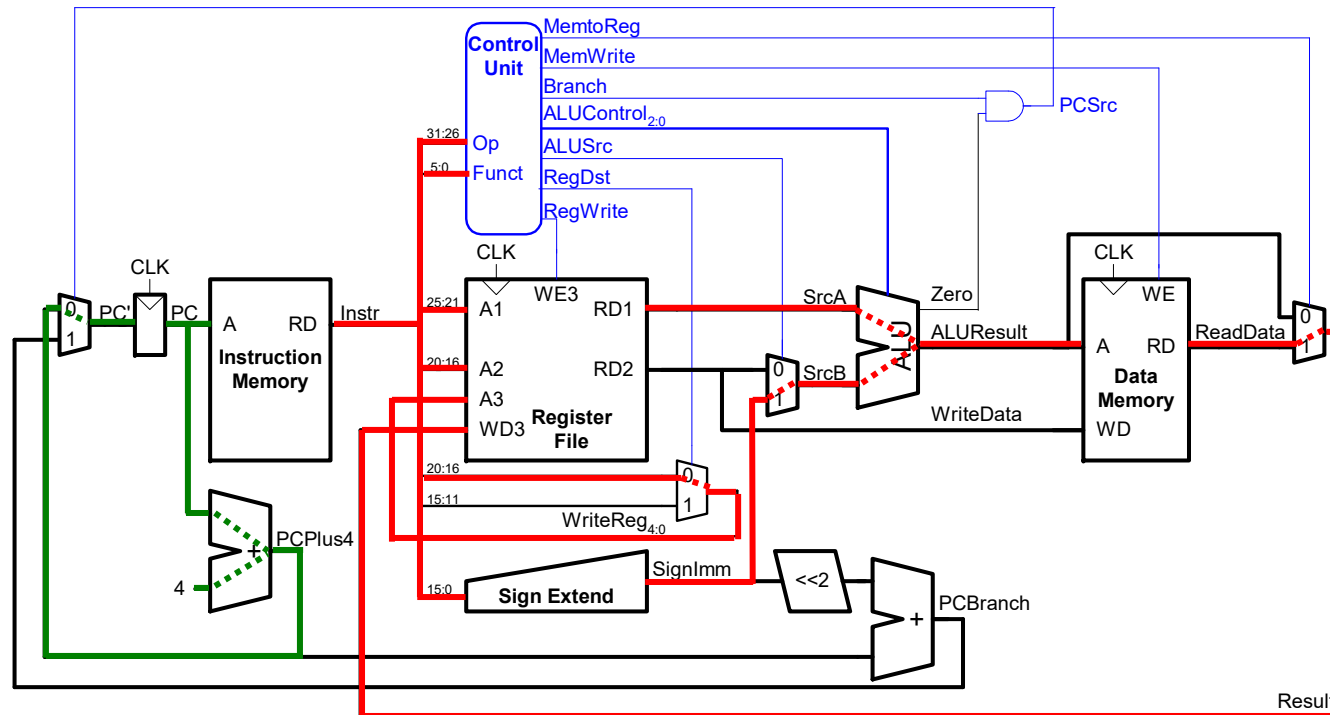 MemtoReg
Control
Unit
MemWrite
Branch
PCSrc
ALUControl2:0
31:26
Op
ALUSrc
5:0
Funct
RegDst
RegWrite
CLK
CLK
CLK
WE3
WE
0
PC'
PC
1
A
RD
Instr
Instruction
Memory
25:21
A1
RD1
SrcA
Zero
ALU
ALUResult
A
RD
ReadData
0
1
20:16
A2
RD2
0
1
SrcB
Data
Memory
A3
Register
File
WD3
WriteData
WD
20:16
0
15:11
1
WriteReg4:0
PCPlus4
+
4
SignImm
15:0
Sign Extend
<<2
PCBranch
+
Result